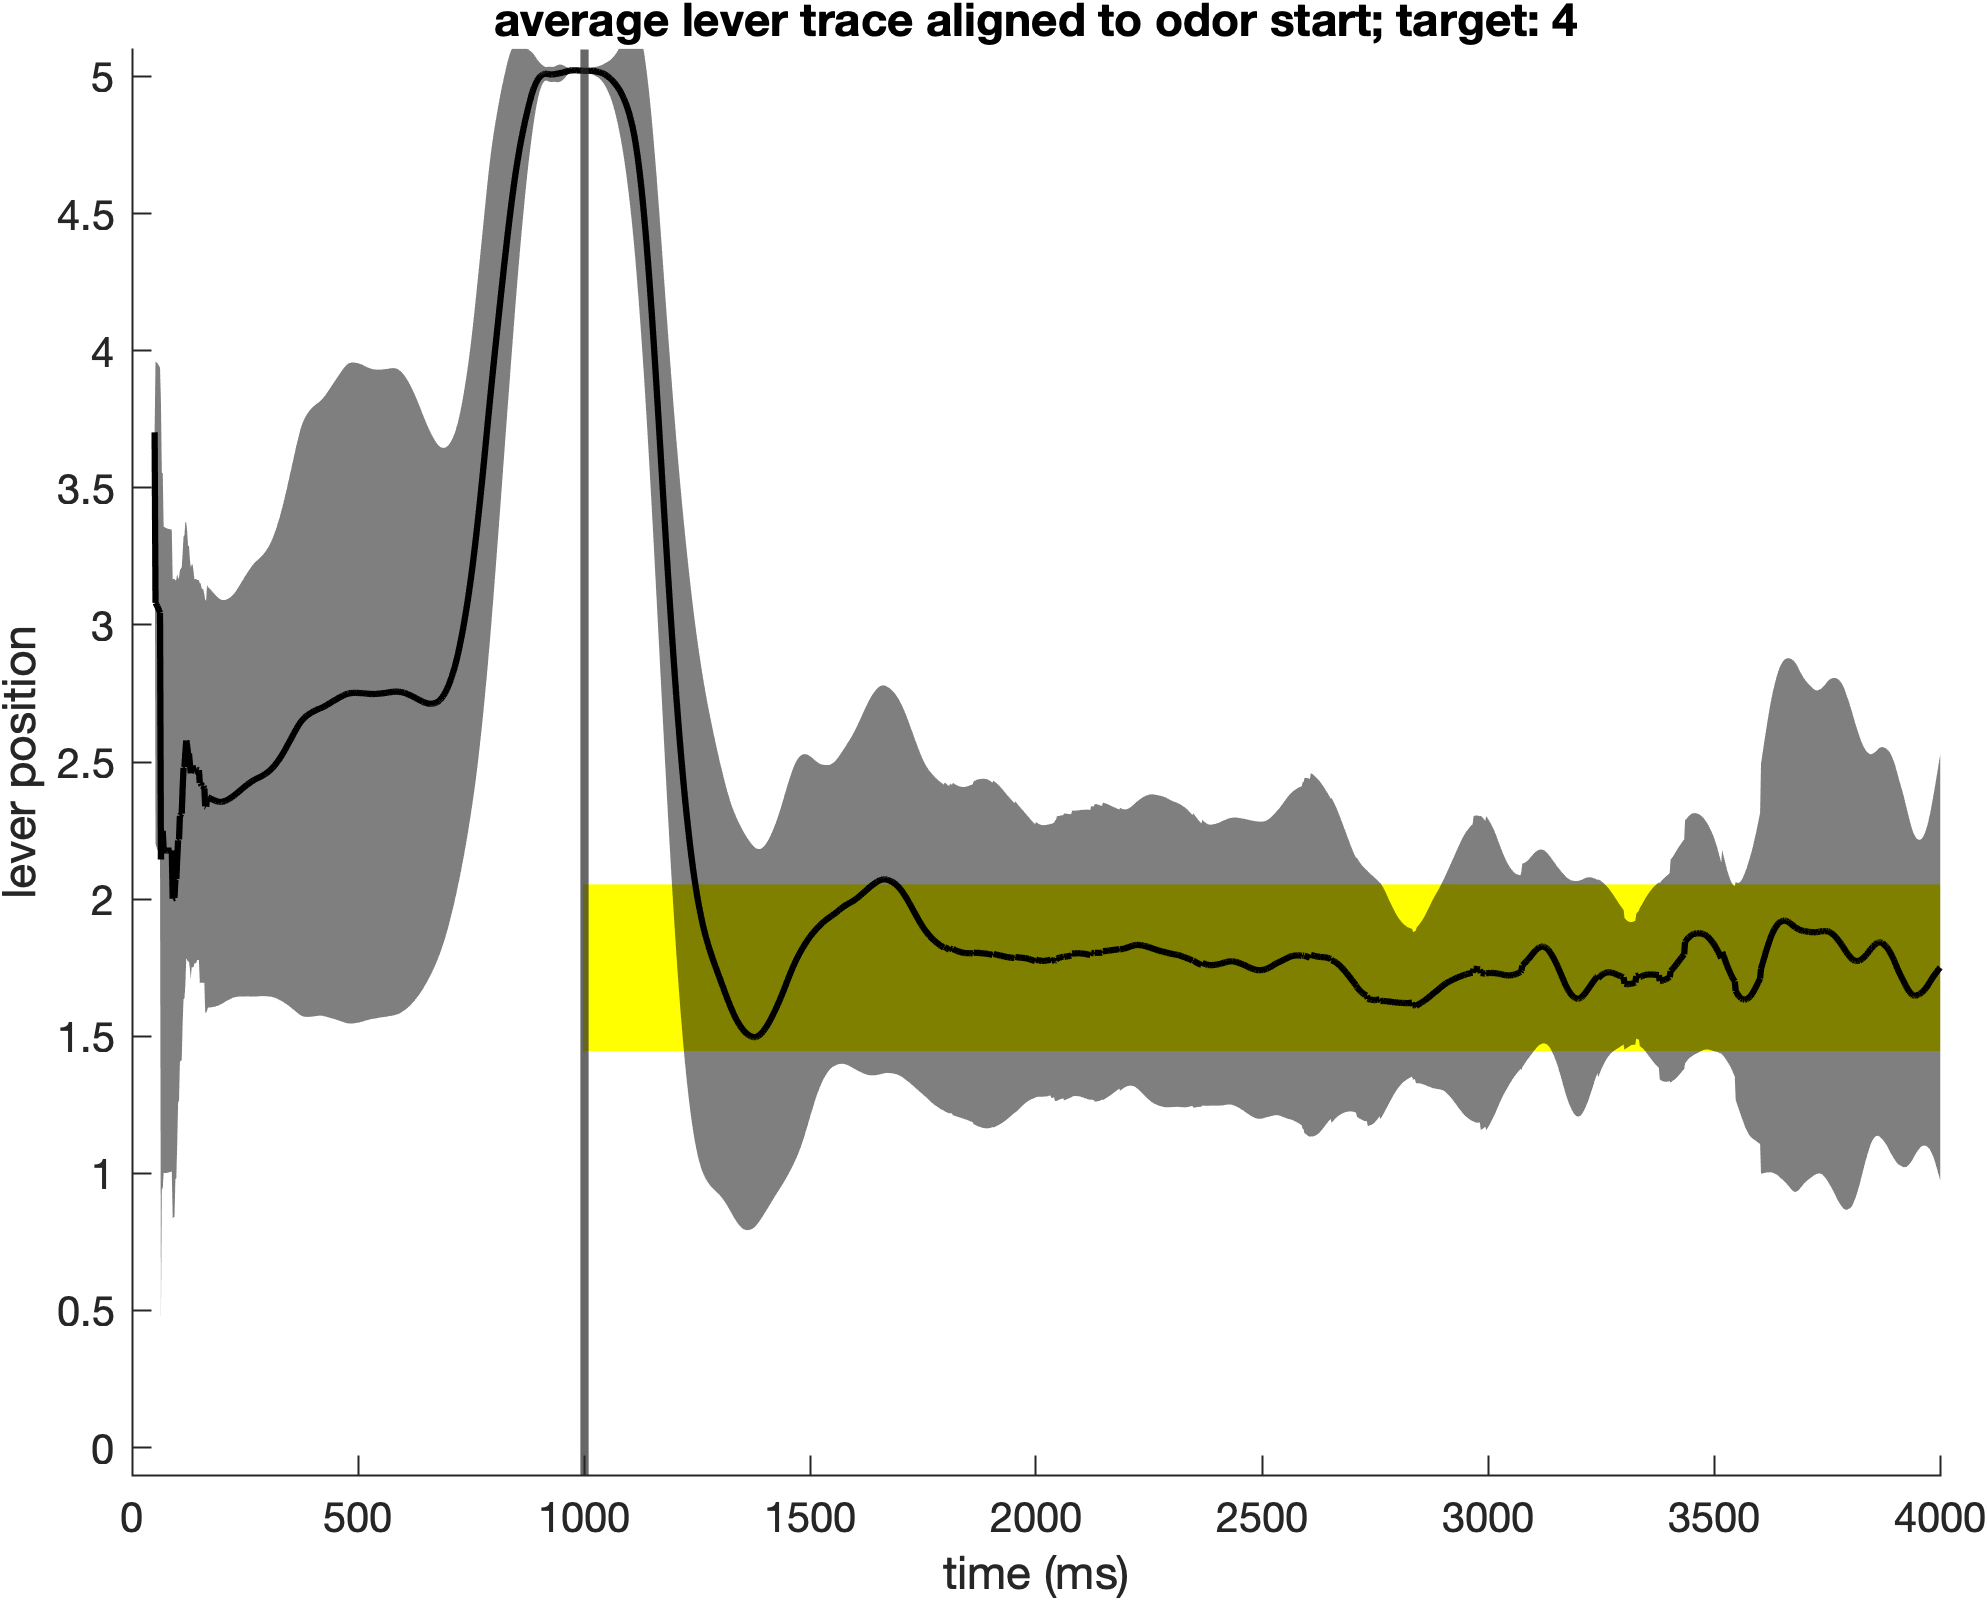 average lever trace aligned to odor start; target: 4
5
4.5
4
3.5
3
2.5
2
1.5
1
0.5
0
lever position
0 500 1000 1500 2000 2500 3000 3500 4000
time (ms)